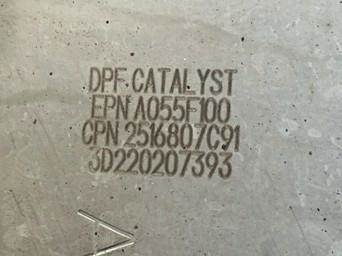 DPF CATALYST
EPN A055F100
CPN 2516807C91
3D220207393